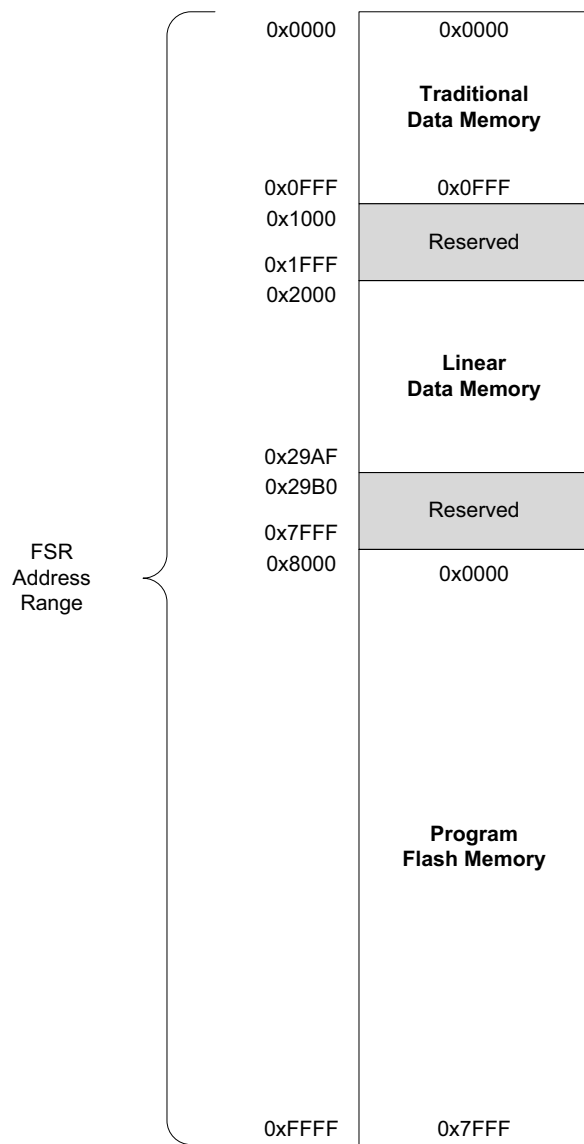 0x0000 0x0000
Traditional
Data Memory
0x0FFF 0x0FFF
0x1000
Reserved
0x1FFF
0x2000
Linear
Data Memory
0x29AF
0x29B0
Reserved
0x7FFF
FSR
Address
Range
0x8000 0x0000
Program
Flash Memory
0xFFFF 0x7FFF